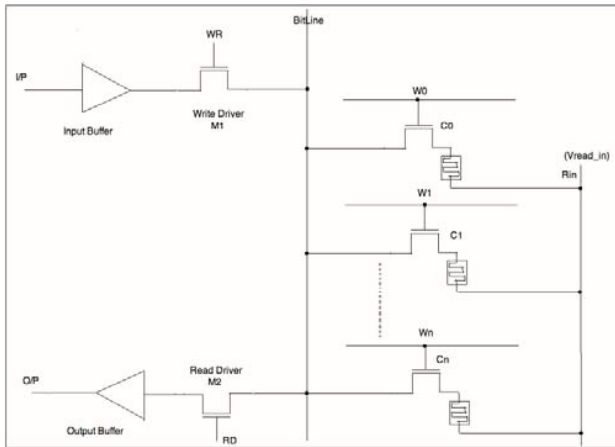 BitLine
WR
I/P
Write Driver
M1
Input Buffer
W0
C0
(Vread_in)
Rin
W1
C1
Wn
Cn
Read Driver
M2
O/P
Output Buffer
RD